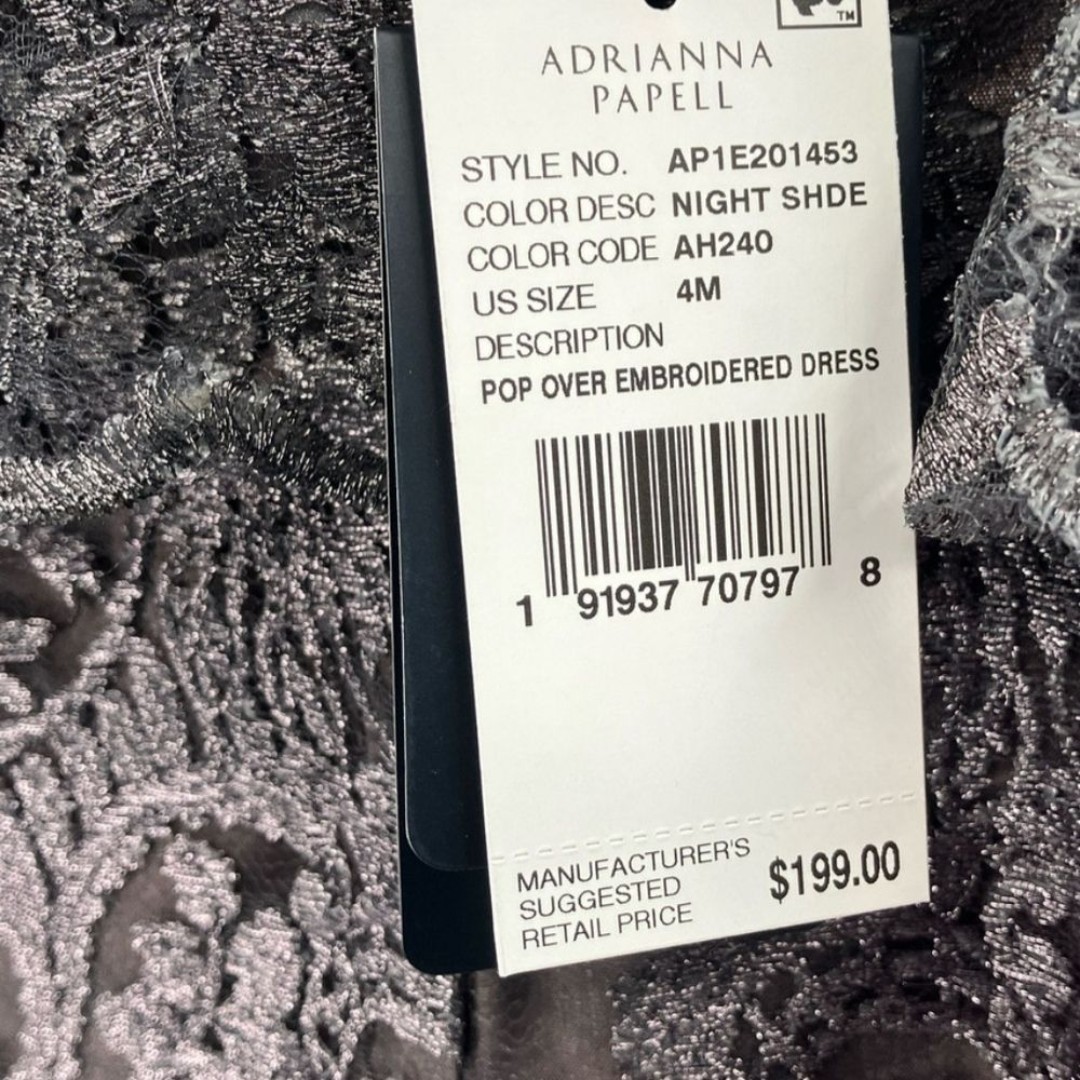 TM
ADRIANNA
PAPELL
STYLE NO. AP1E201453
COLOR DESC NIGHT SHDE
COLOR CODE AH240
US SIZE 4M
DESCRIPTION
POP OVER EMBROIDERED DRESS
1 91937 70797 8
MANUFACTURER'S
SUGGESTED
RETAIL PRICE
$199.00